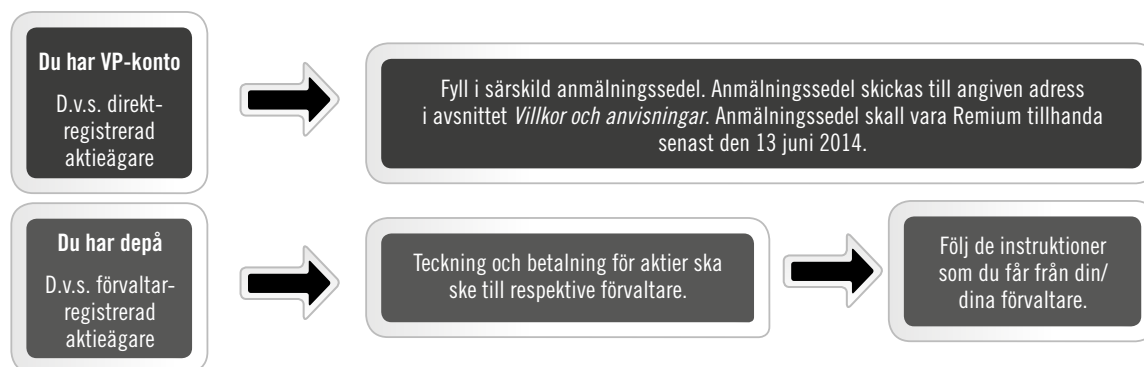 Du har VP-konto
D.v.s. direkt-
registrerad
aktieägare
Fyll i särskild anmälningssedel. Anmälningssedel skickas till angiven adress
i avsnittet Villkor och anvisningar. Anmälningssedel skall vara Remium tillhanda
senast den 13 juni 2014.
Du har depå
D.v.s. förvaltar-
registrerad
aktieägare
Teckning och betalning för aktier ska
ske till respektive förvaltare.
Följ de instruktioner
som du får från din/
dina förvaltare.